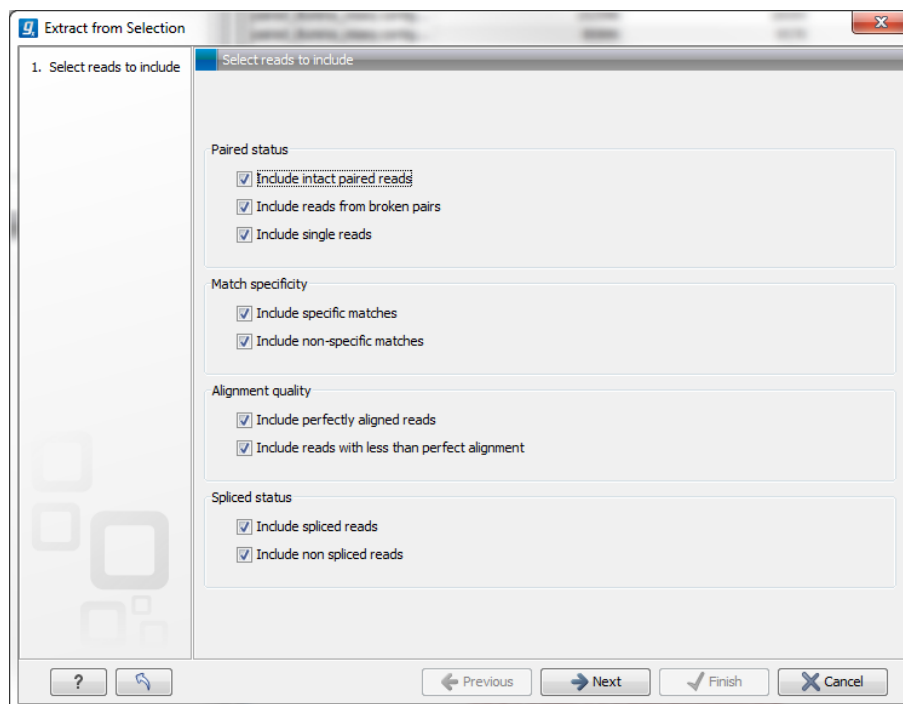 Extract from Selection
1. Select reads to include
Select reads to include
Paired status
Include intact paired reads
Include reads from broken pairs
Include single reads
Match specificity
Include specific matches
Include non-specific matches
Alignment quality
Include perfectly aligned reads
Include reads with less than perfect alignment
Spliced status
Include spliced reads
Include non spliced reads
?
Previous
Next
Finish
Cancel